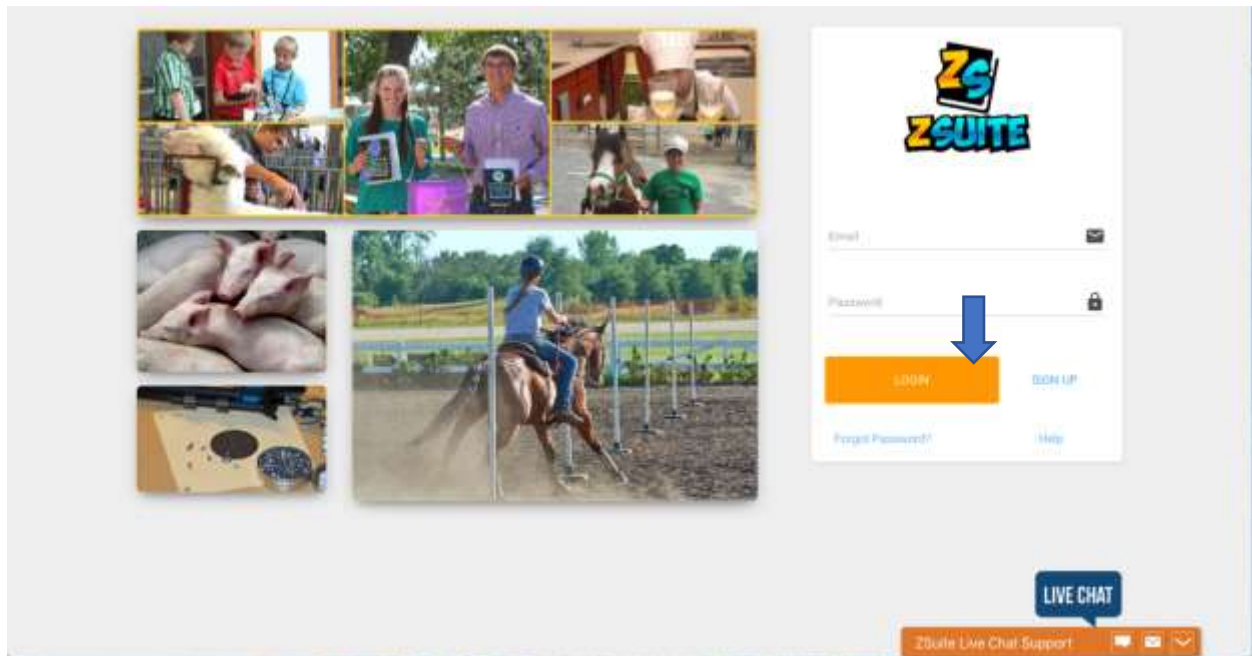 ZS
ZSUITE
Email
Password
LOGIN
SIGN UP
Forgot Password?
Help
LIVE CHAT
ZSuite Live Chat Support